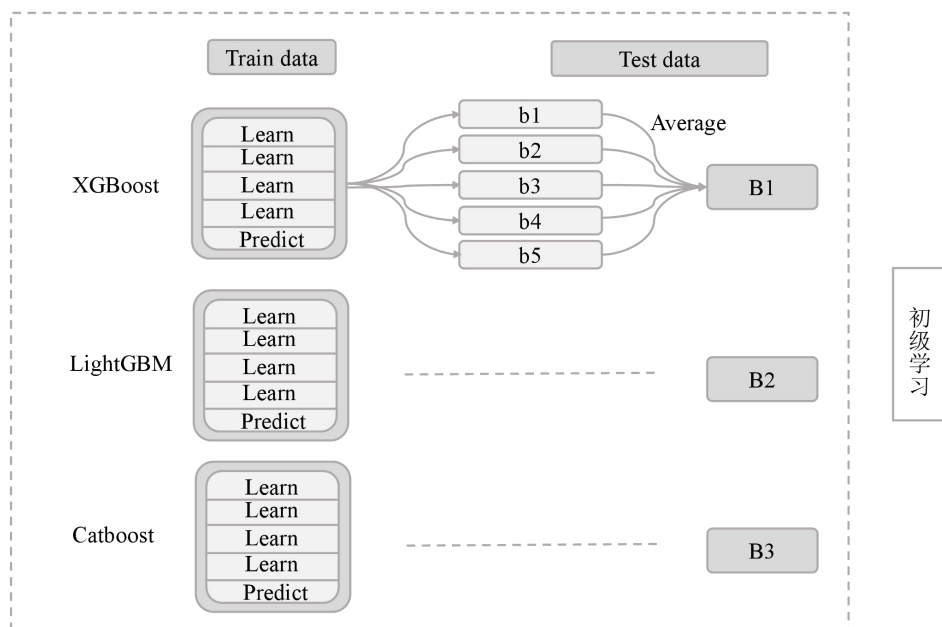 Train data
Test data
XGBoost
Learn
Learn
Learn
Learn
Predict
b1
b2
b3
b4
b5
Average
B1
LightGBM
Learn
Learn
Learn
Learn
Predict
B2
Catboost
Learn
Learn
Learn
Learn
Predict
B3
初级学习